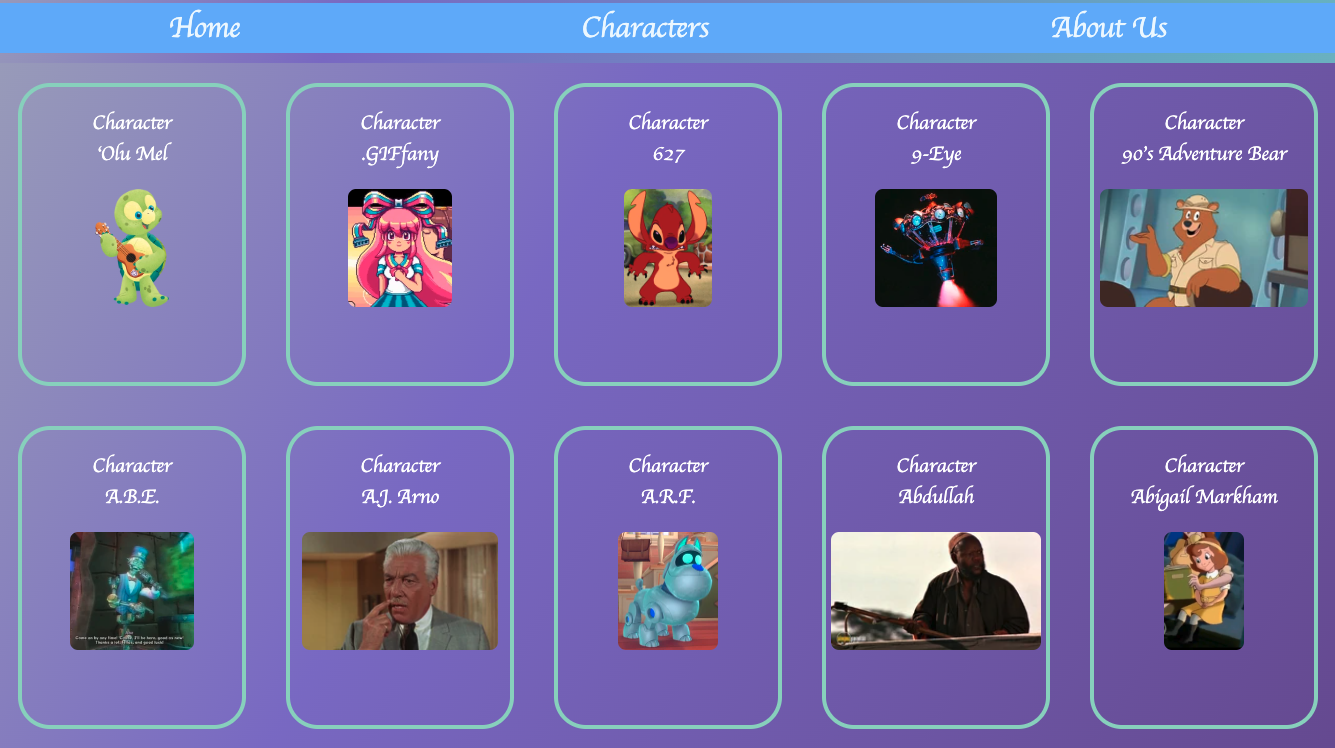 Home
Characters
About Us
Character
'Olu Mel
Character
.GIFfany
Character
627
Character
9-Eye
Character
90's Adventure Bear
Character
A.B.E.
Character
A.J. Arno
Character
A.R.F.
Character
Abdullah
Character
Abigail Markham